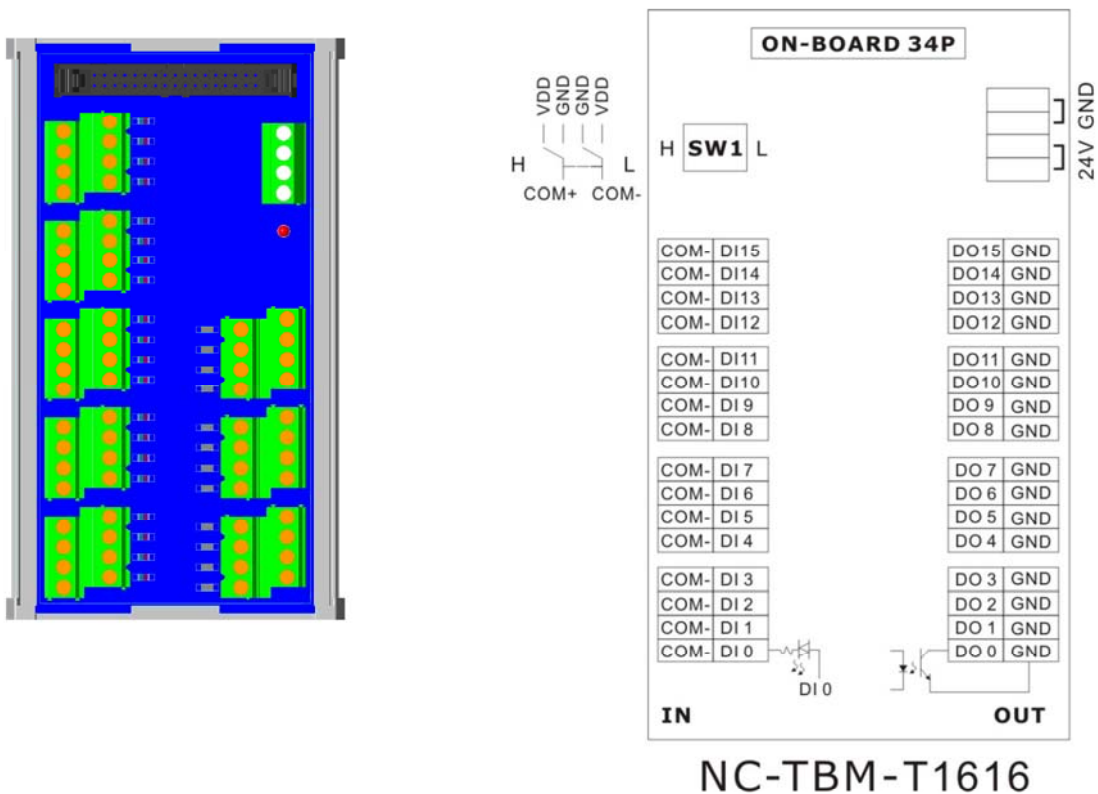 ON-BOARD 34P
VDD
GND
GND
VDD
H
L
COM+ COM-
H SW1 L
24V GND
COM- DI15
COM- DI14
COM- DI13
COM- DI12
COM- DI11
COM- DI10
COM- DI 9
COM- DI 8
COM- DI 7
COM- DI 6
COM- DI 5
COM- DI 4
COM- DI 3
COM- DI 2
COM- DI 1
COM- DI 0
DI 0
DO15 GND
DO14 GND
DO13 GND
DO12 GND
DO11 GND
DO10 GND
DO 9 GND
DO 8 GND
DO 7 GND
DO 6 GND
DO 5 GND
DO 4 GND
DO 3 GND
DO 2 GND
DO 1 GND
DO 0 GND
IN
OUT
NC-TBM-T1616